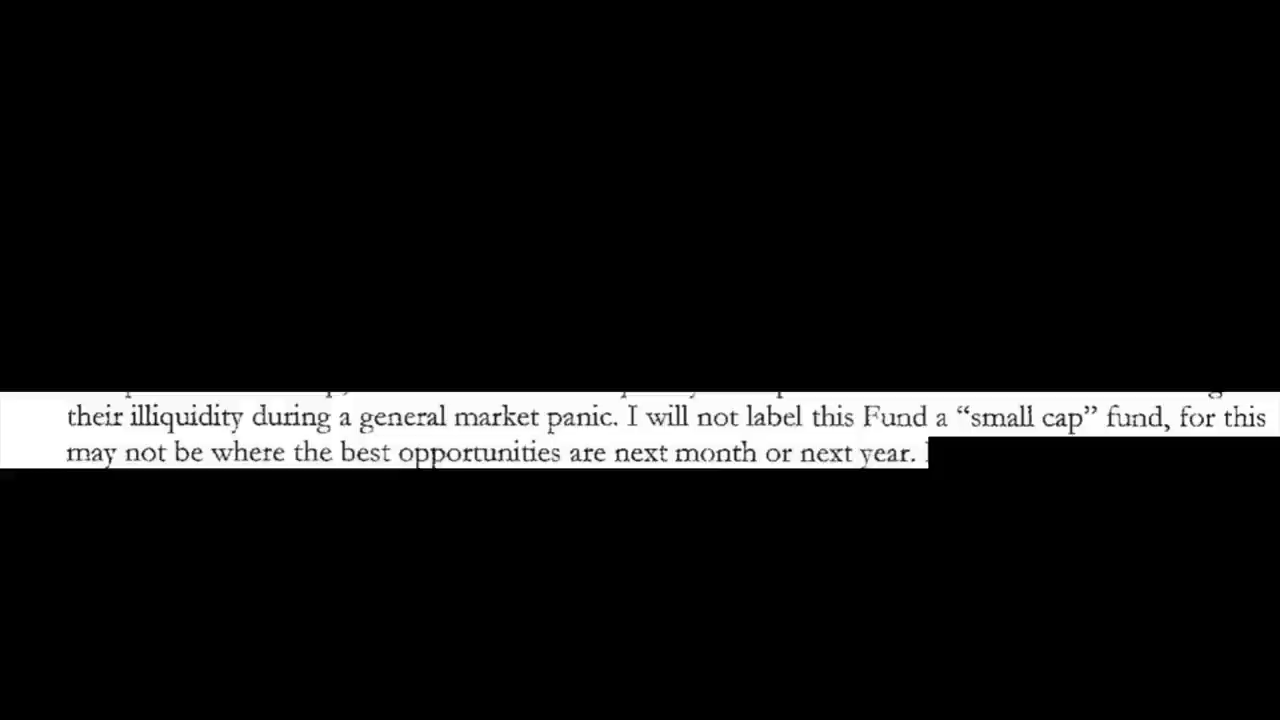 their illiquidity during a general market panic. I will not label this Fund a “small cap” fund, for this
may not be where the best opportunities are next month or next year.